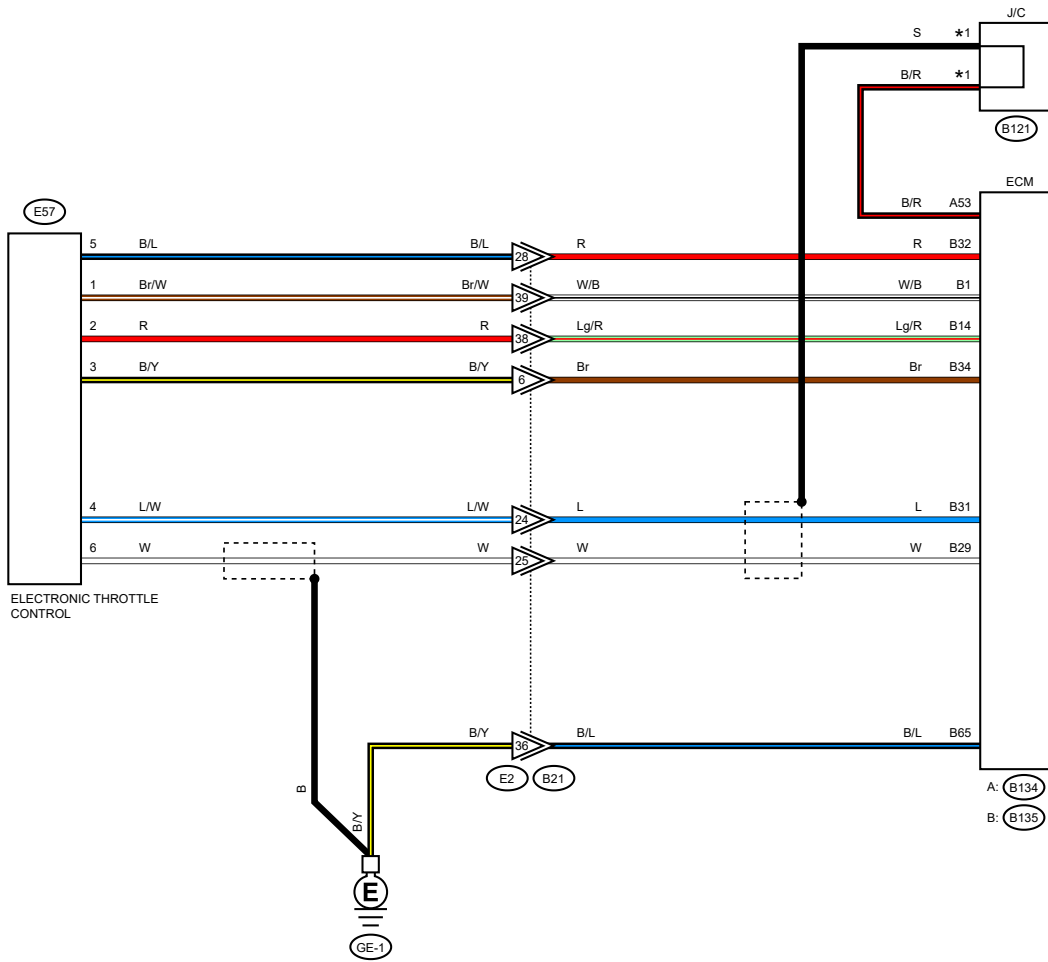 J/C
S *1
B/R *1
B121
ECM
E57
B/R A53
5 B/L B/L 28 R R B32
1 Br/W Br/W 39 W/B W/B B1
2 R R 38 Lg/R Lg/R B14
3 B/Y B/Y 6 Br Br B34
4 L/W L/W 24 L L B31
6 W W 25 W W B29
ELECTRONIC THROTTLE
CONTROL
B/Y 36 B/L B/L B65
E2 B21
A: B134
B: B135
B
B/Y
E
GE-1